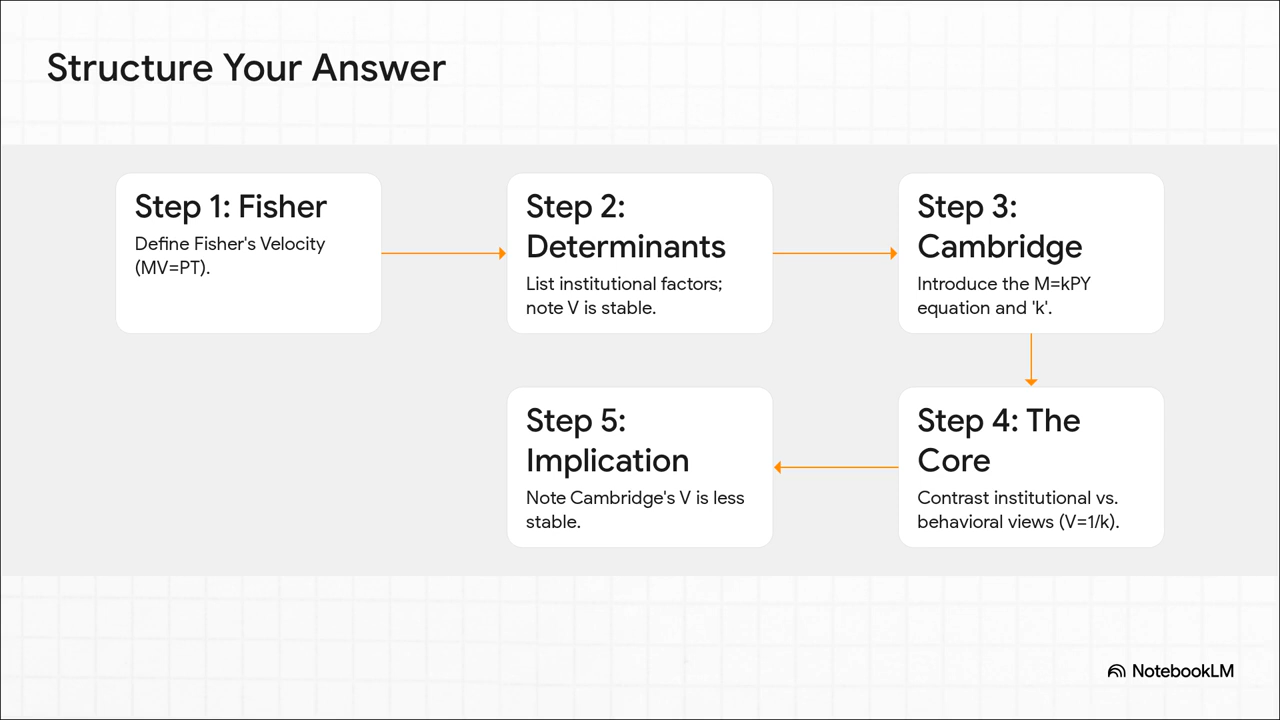 Structure Your Answer
Step 1: Fisher
Define Fisher's Velocity
(MV=PT).
Step 2:
Determinants
List institutional factors;
note V is stable.
Step 3:
Cambridge
Introduce the M=kPY
equation and 'k'.
Step 4: The
Core
Contrast institutional vs.
behavioral views (V=1/k).
Step 5:
Implication
Note Cambridge's V is less
stable.
NotebookLM